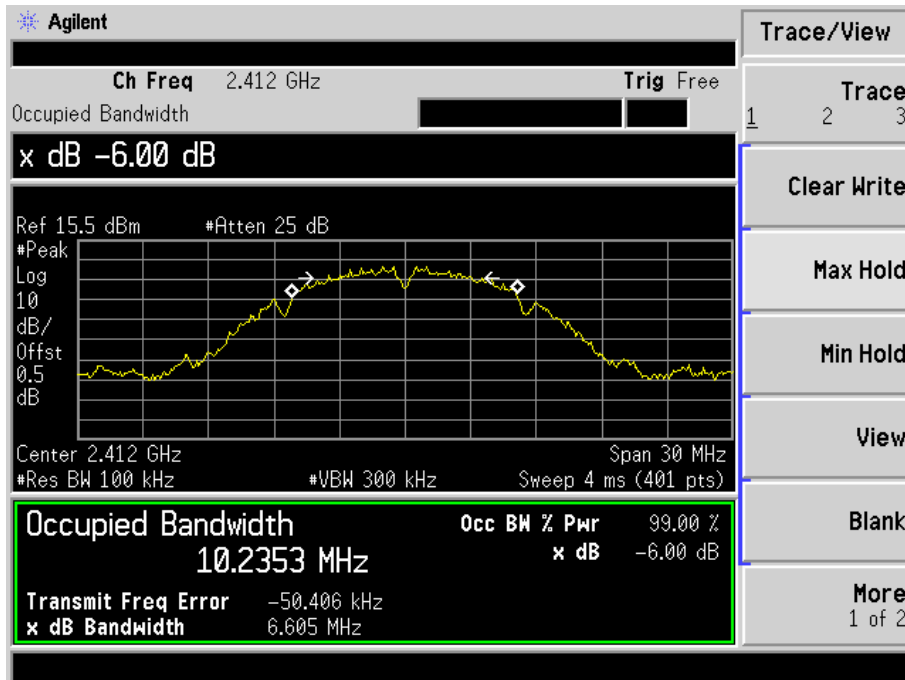 Agilent
Trace/View
Ch Freq 2.412 GHz Trig Free
Occupied Bandwidth
Trace
1 2 3
x dB -6.00 dB
Clear Write
Ref 15.5 dBm #Atten 25 dB
#Peak
Log
10
dB/
Offst
0.5
dB
Max Hold
Min Hold
View
Center 2.412 GHz Span 30 MHz
#Res BW 100 kHz #VBW 300 kHz Sweep 4 ms (401 pts)
Occupied Bandwidth Occ BW % Pwr 99.00 %
10.2353 MHz x dB -6.00 dB
Blank
Transmit Freq Error -50.406 kHz
x dB Bandwidth 6.605 MHz
More
1 of 2